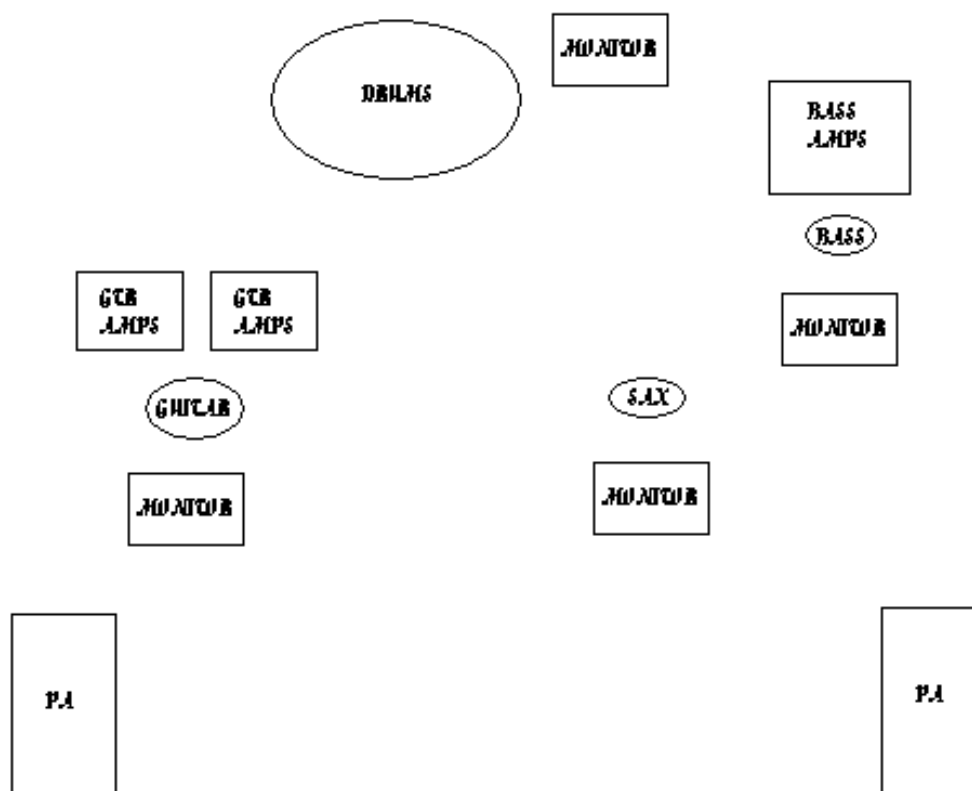 MONITOR
DRUMS
BASS
AMPS
BASS
GTR
AMPS
GTR
AMPS
MONITOR
GUITAR
SAX
MONITOR
MONITOR
PA
PA